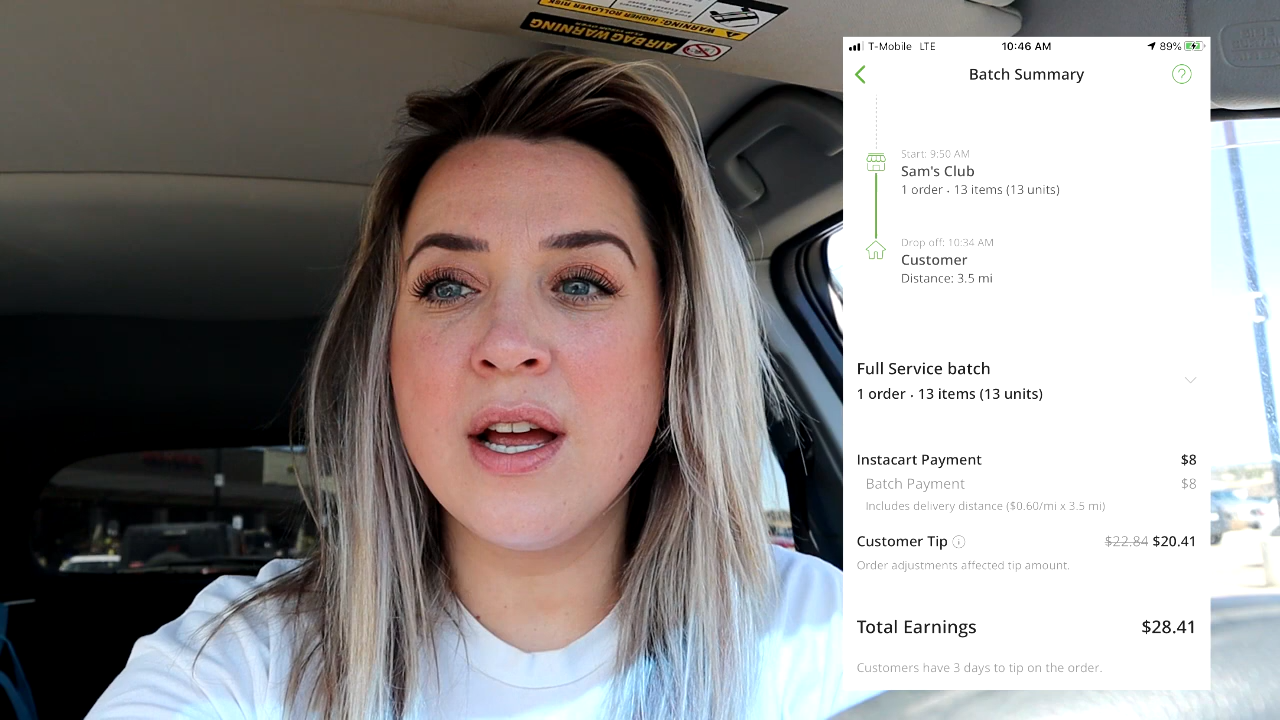 WARNING: HIGHER ROLLOVER RISK
AIRBAG WARNING
T-Mobile LTE
10:46 AM
89%
Batch Summary
?
Start: 9:50 AM
Sam's Club
1 order · 13 items (13 units)
Drop off: 10:34 AM
Customer
Distance: 3.5 mi
Full Service batch
1 order · 13 items (13 units)
Instacart Payment $8
Batch Payment $8
Includes delivery distance ($0.60/mi x 3.5 mi)
Customer Tip $22.84 $20.41
Order adjustments affected tip amount.
Total Earnings $28.41
Customers have 3 days to tip on the order.